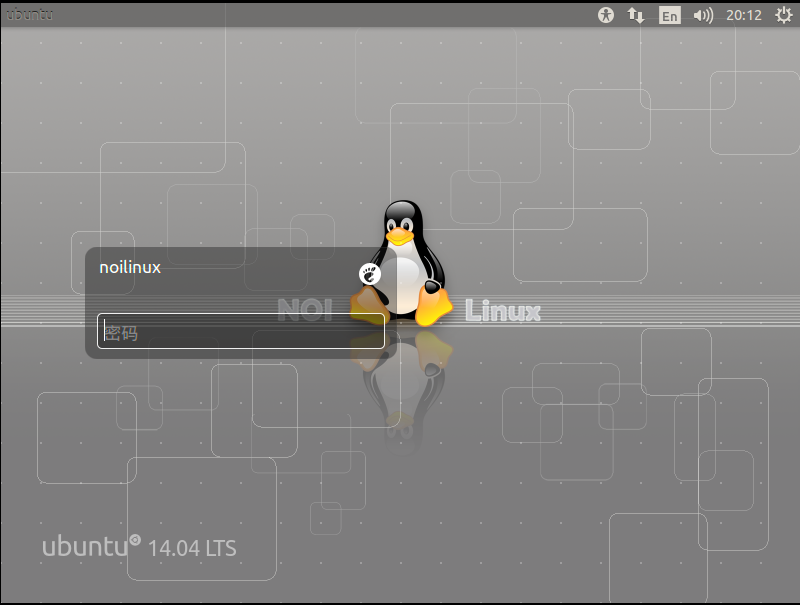 ubuntu
En
20:12
noilinux
NOI Linux
密码
ubuntu 14.04 LTS